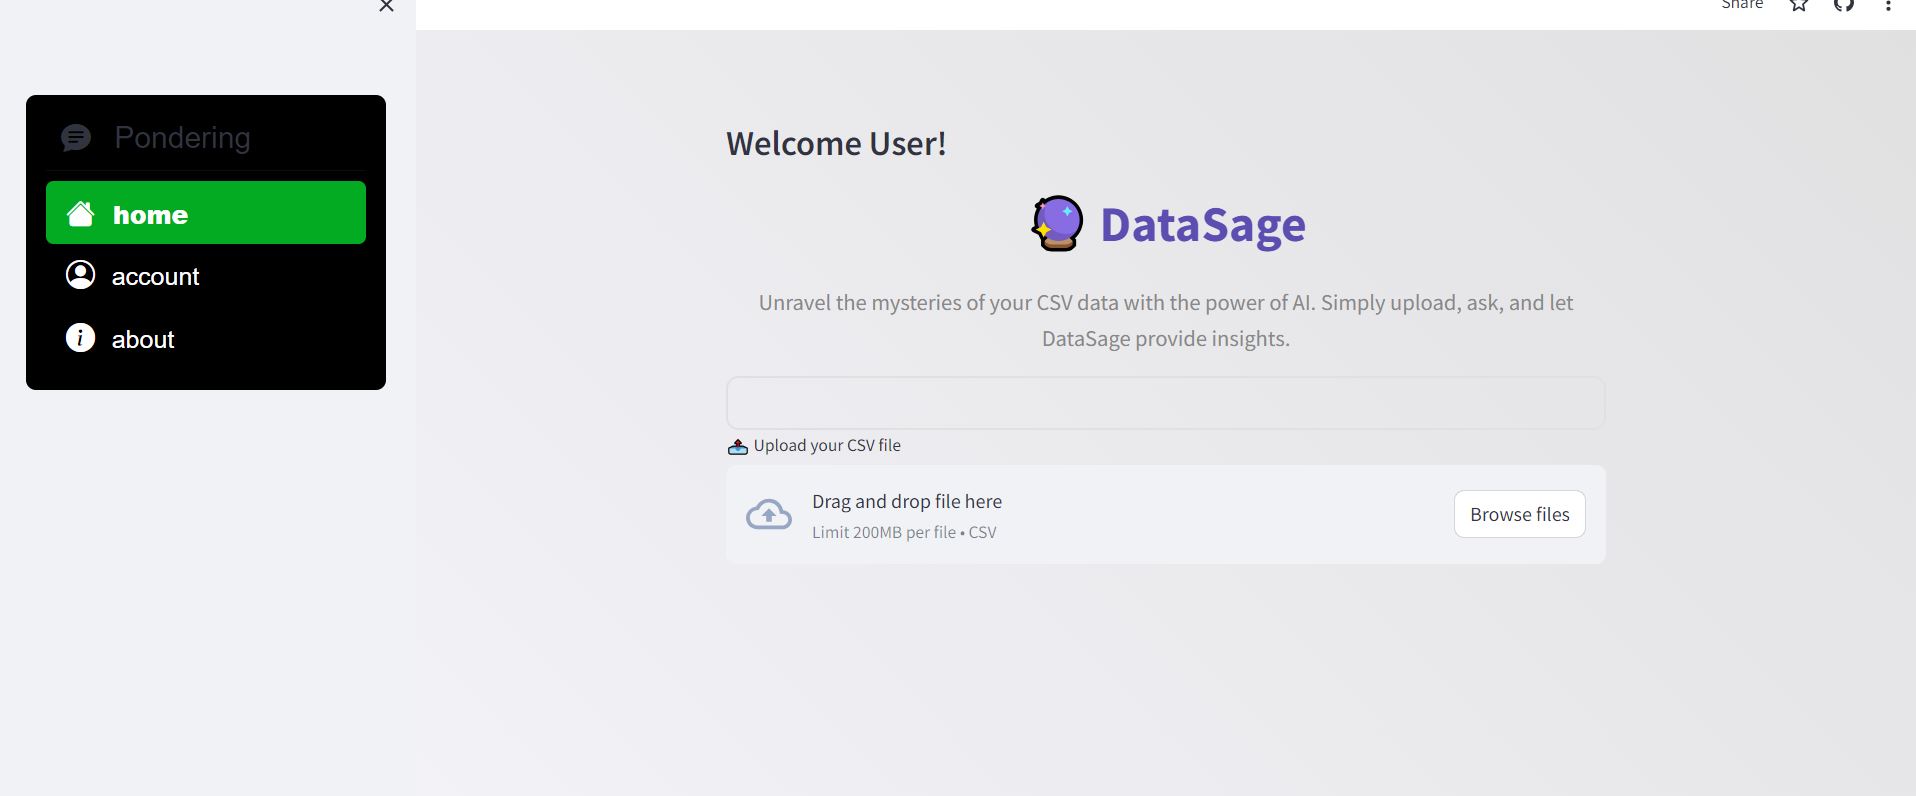 Share
Pondering
home
account
about
Welcome User!
DataSage
Unravel the mysteries of your CSV data with the power of AI. Simply upload, ask, and let
DataSage provide insights.
Upload your CSV file
Drag and drop file here
Limit 200MB per file • CSV
Browse files